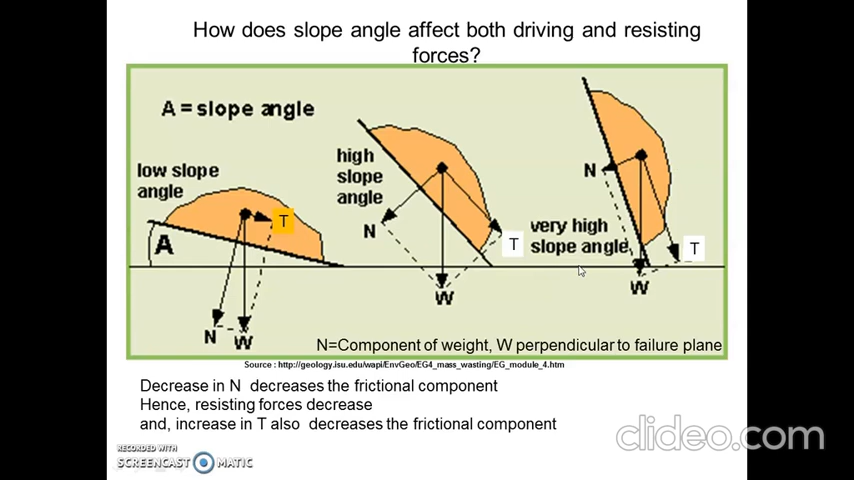 How does slope angle affect both driving and resisting
forces?
A = slope angle
low slope
angle
A
T
N
W
high
slope
angle
N
T
W
very high
slope angle
N
T
W
N=Component of weight, W perpendicular to failure plane
Source : http://geology.isu.edu/wapi/EnvGeo/EG4_mass_wasting/EG_module_4.htm
Decrease in N decreases the frictional component
Hence, resisting forces decrease
and, increase in T also decreases the frictional component
RECORDED WITH
SCREENCAST MATIC
clideo.com